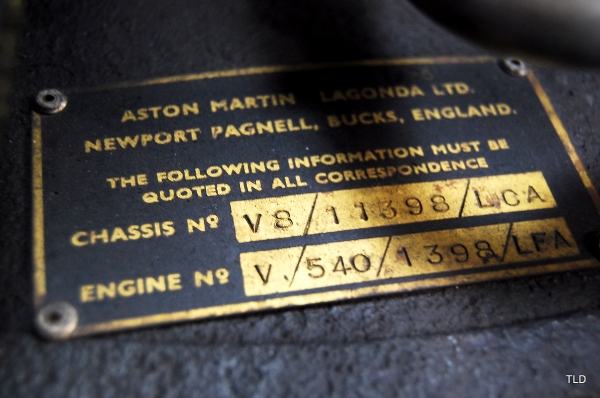 ASTON MARTIN LAGONDA LTD.
NEWPORT PAGNELL, BUCKS, ENGLAND.
THE FOLLOWING INFORMATION MUST BE
QUOTED IN ALL CORRESPONDENCE
CHASSIS Nº V8/11398/LCA
ENGINE Nº V/540/1398/LFA
TLD